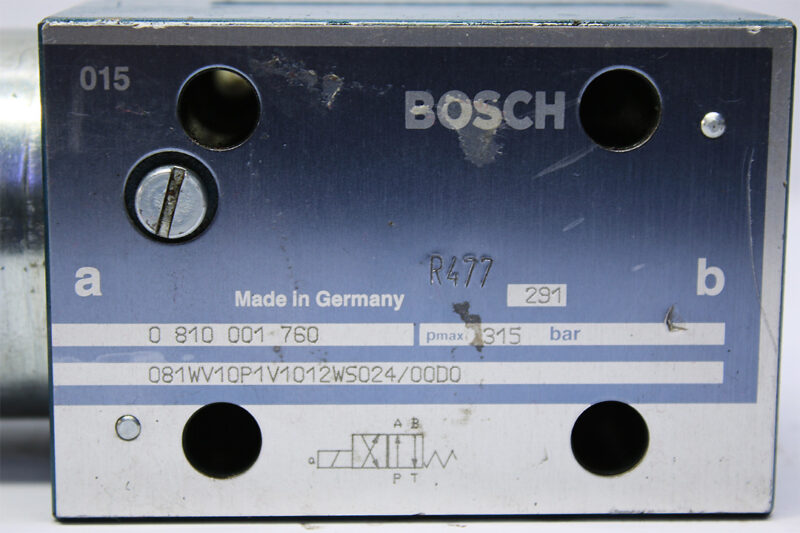 015
BOSCH
a
b
R477
Made in Germany
291
0 810 001 760
pmax 315 bar
081WV10P1V1012WS024/00D0
A B
a
P T